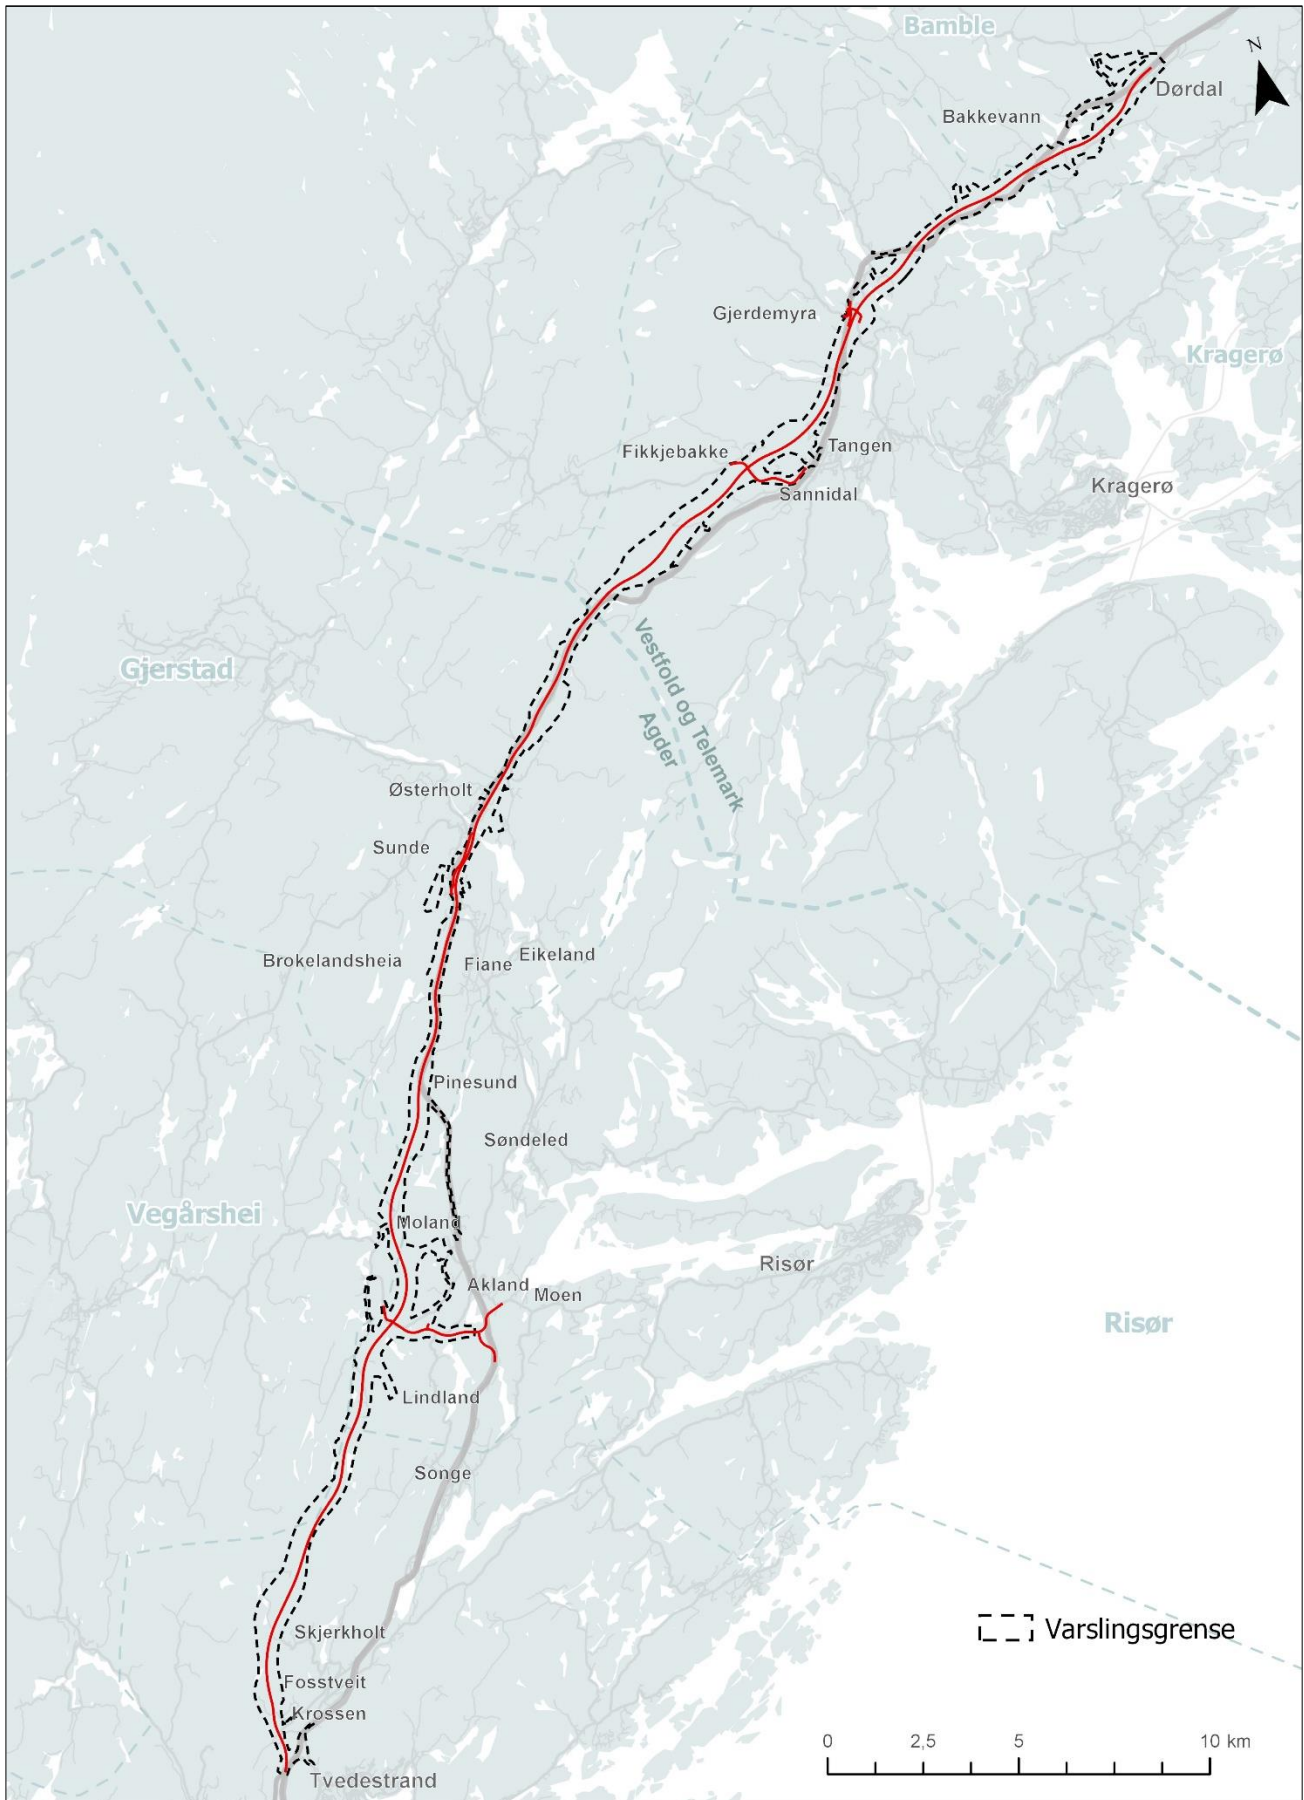 Bamble
N
Dørdal
Bakkevann
Gjerdemyra
Kragerø
Fikkjebakke
Tangen
Kragerø
Sannidal
Vestfold og Telemark
Agder
Gjerstad
Østerholt
Sunde
Brokelandsheia
Fiane
Eikeland
Pinesund
Søndeled
Vegårshei
Moland
Risør
Akland
Moen
Risør
Lindland
Songe
Skjerkholt
Varslingsgrense
Fosstveit
Krossen
0 2,5 5 10 km
Tvedestrand